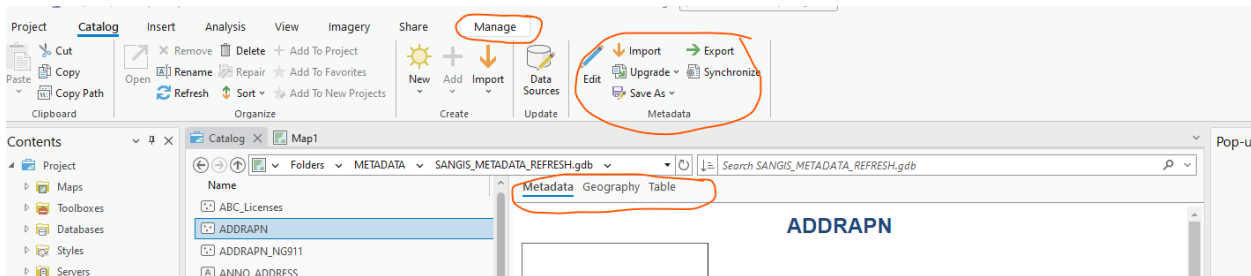 Project Catalog Insert Analysis View Imagery Share Manage
Cut Remove Delete Add To Project Import Export
Paste Copy Open Rename Repair Add To Favorites New Add Import Data Sources Edit Upgrade Synchronize
Copy Path Refresh Sort Add To New Projects Save As
Clipboard Organize Create Update Metadata
Contents Catalog Map1 Pop-u
Project Folders METADATA SANGIS_METADATA_REFRESH.gdb Search SANGIS_METADATA_REFRESH.gdb
Maps Name Metadata Geography Table
Toolboxes ABC_Licenses
Databases ADDRAPN ADDRAPN
Styles ADDRAPN_NG911
Servers A ANNO_ADDRESS